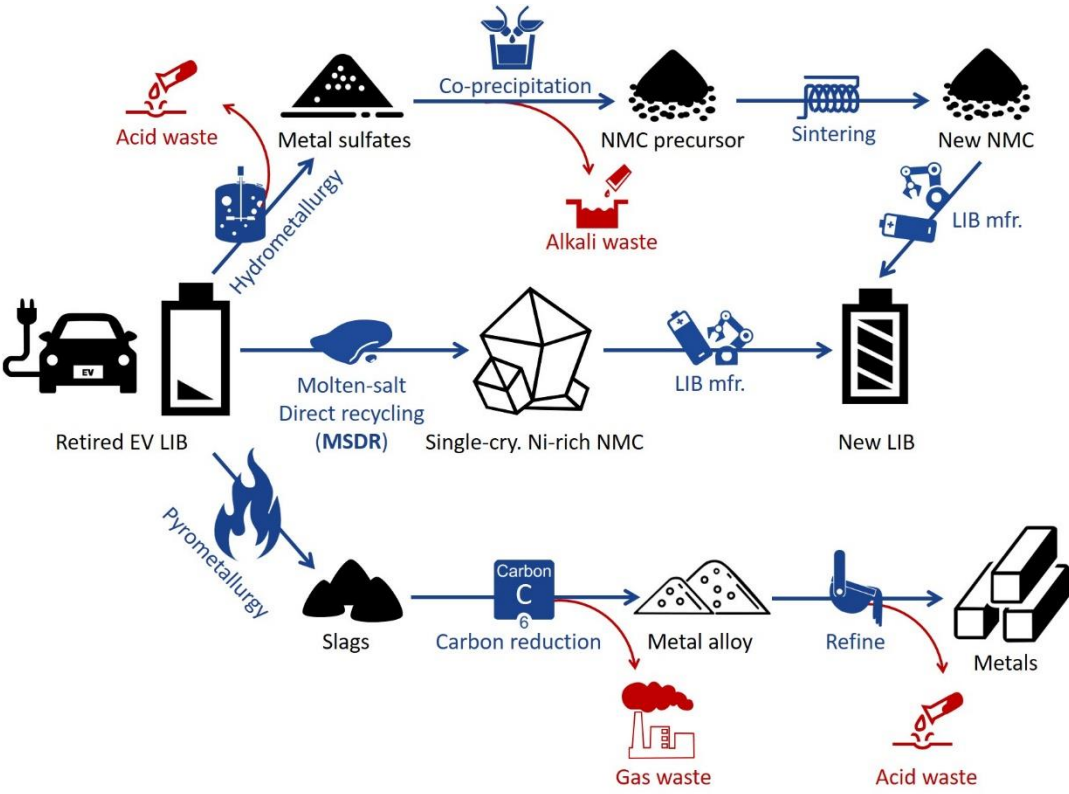 Co-precipitation
Acid waste
Metal sulfates
NMC precursor
Sintering
New NMC
Hydrometallurgy
Alkali waste
LIB mfr.
EV
Molten-salt
Direct recycling
(MSDR)
LIB mfr.
Retired EV LIB
Single-cry. Ni-rich NMC
New LIB
Pyrometallurgy
Carbon
C
6
Slags
Carbon reduction
Metal alloy
Refine
Metals
Gas waste
Acid waste